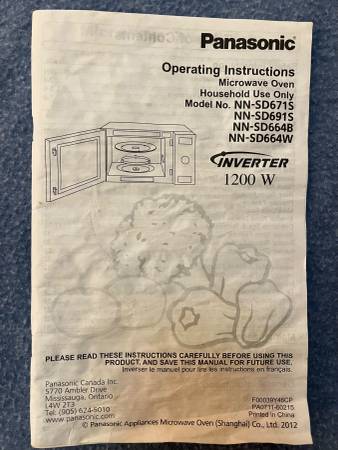 Panasonic
Operating Instructions
Microwave Oven
Household Use Only
Model No. NN-SD671S
NN-SD691S
NN-SD664B
NN-SD664W
INVERTER
1200 W
PLEASE READ THESE INSTRUCTIONS CAREFULLY BEFORE USING THIS
PRODUCT, AND SAVE THIS MANUAL FOR FUTURE USE.
Inverser le manuel pour lire les instructions en français.
Panasonic Canada Inc.
5770 Ambler Drive
Mississauga, Ontario
L4W 2T3
Tel: (905) 624-5010
www.panasonic.com
F00039Y46CP
PA0711-60215
Printed in China
© Panasonic Appliances Microwave Oven (Shanghai) Co., Ltd. 2012